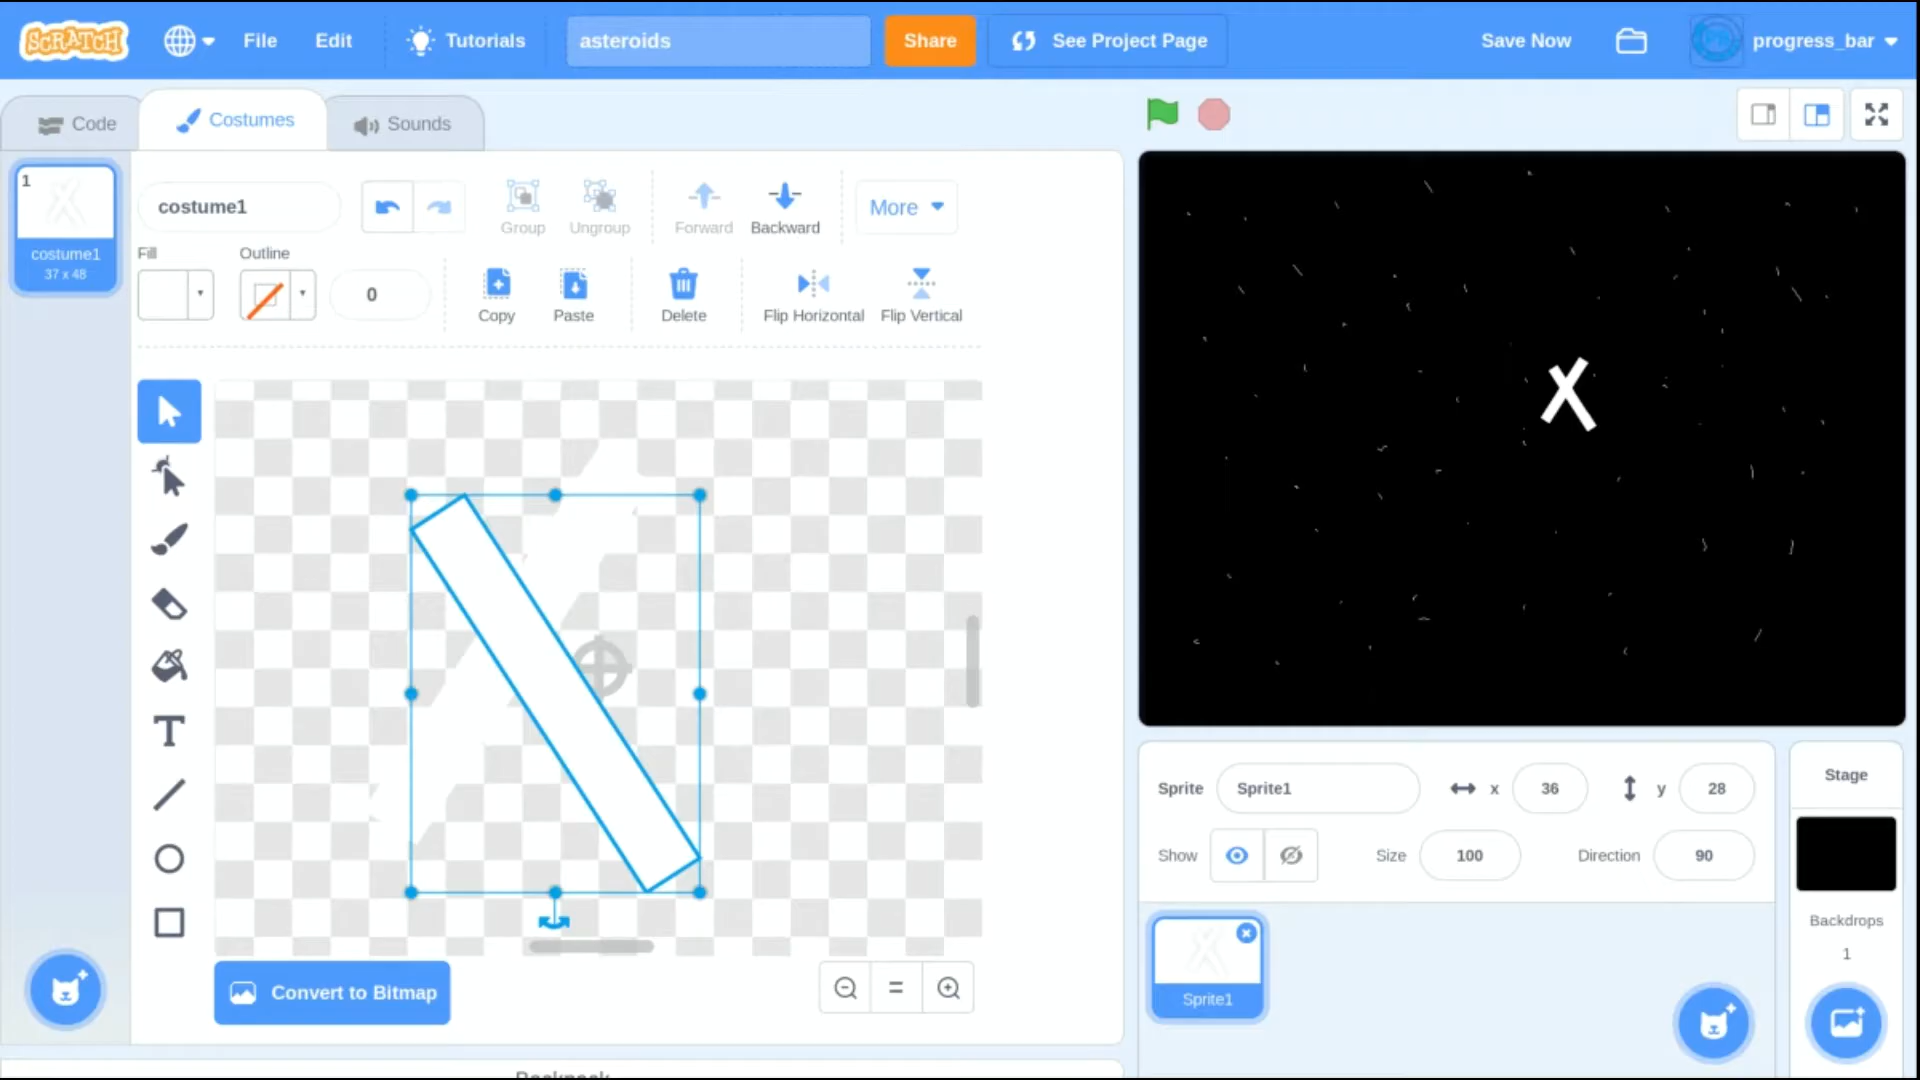 SCRATCH File Edit Tutorials asteroids Share See Project Page Save Now progress_bar
Code Costumes Sounds
1
costume1
37 x 48
costume1
Group Ungroup Forward Backward More
Fill Outline
0
Copy Paste Delete Flip Horizontal Flip Vertical
T
Convert to Bitmap
Backpack
X
Sprite Sprite1 x 36 y 28
Show Size 100 Direction 90
Sprite1
Stage
Backdrops
1